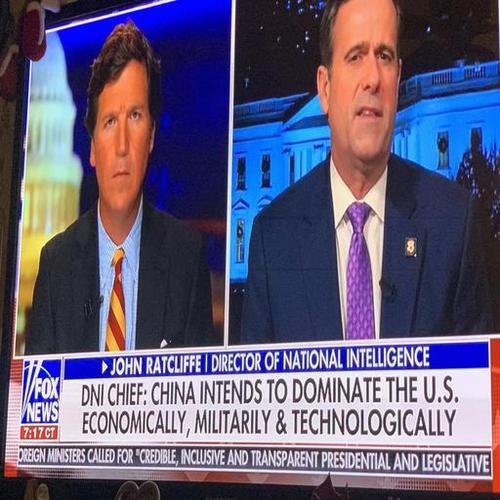 JOHN RATCLIFFE | DIRECTOR OF NATIONAL INTELLIGENCE
DNI CHIEF: CHINA INTENDS TO DOMINATE THE U.S.
ECONOMICALLY, MILITARILY & TECHNOLOGICALLY
FOX
NEWS
7:17 CT
OREIGN MINISTERS CALLED FOR "CREDIBLE, INCLUSIVE AND TRANSPARENT PRESIDENTIAL AND LEGISLATIVE